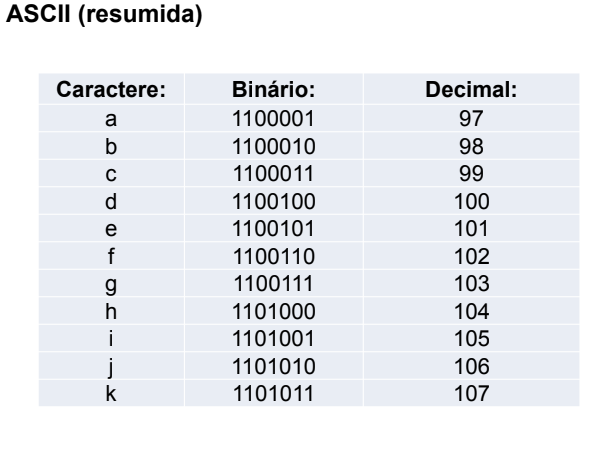 ASCII (resumida)
Caractere: Binário: Decimal:
a 1100001 97
b 1100010 98
c 1100011 99
d 1100100 100
e 1100101 101
f 1100110 102
g 1100111 103
h 1101000 104
i 1101001 105
j 1101010 106
k 1101011 107